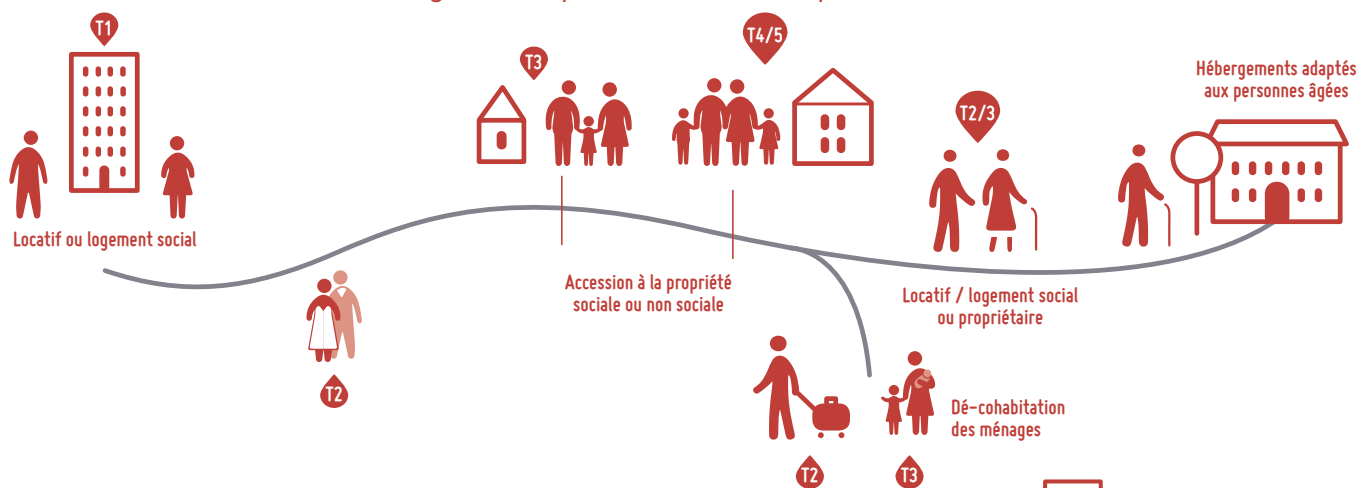 T1
T3
T4/5
T2/3
Hébergements adaptés
aux personnes âgées
Locatif ou logement social
T2
Accession à la propriété
sociale ou non sociale
Locatif / logement social
ou propriétaire
Dé-cohabitation
des ménages
T2
T3